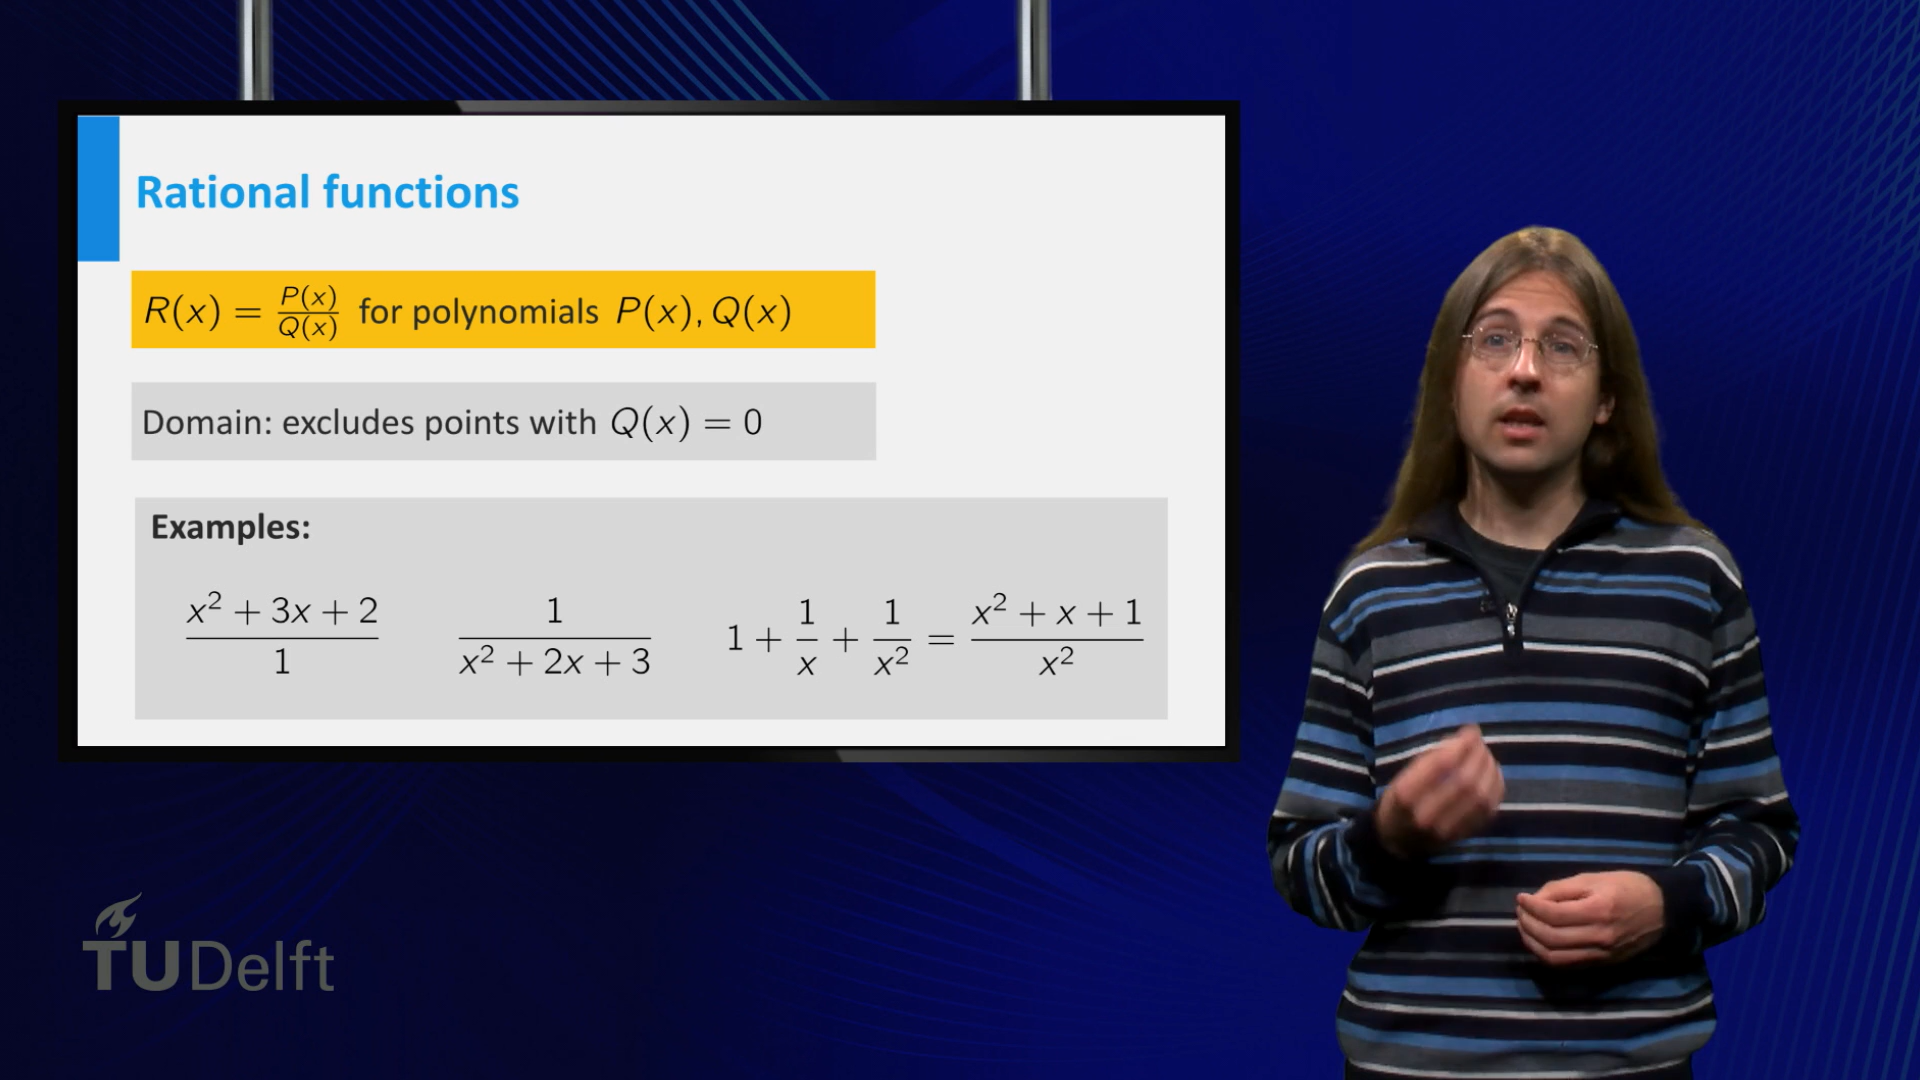 Rational functions
R(x) = P(x)/Q(x) for polynomials P(x), Q(x)
Domain: excludes points with Q(x) = 0
Examples:
(x² + 3x + 2)/1    1/(x² + 2x + 3)    1 + 1/x + 1/x² = (x² + x + 1)/x²
TU Delft